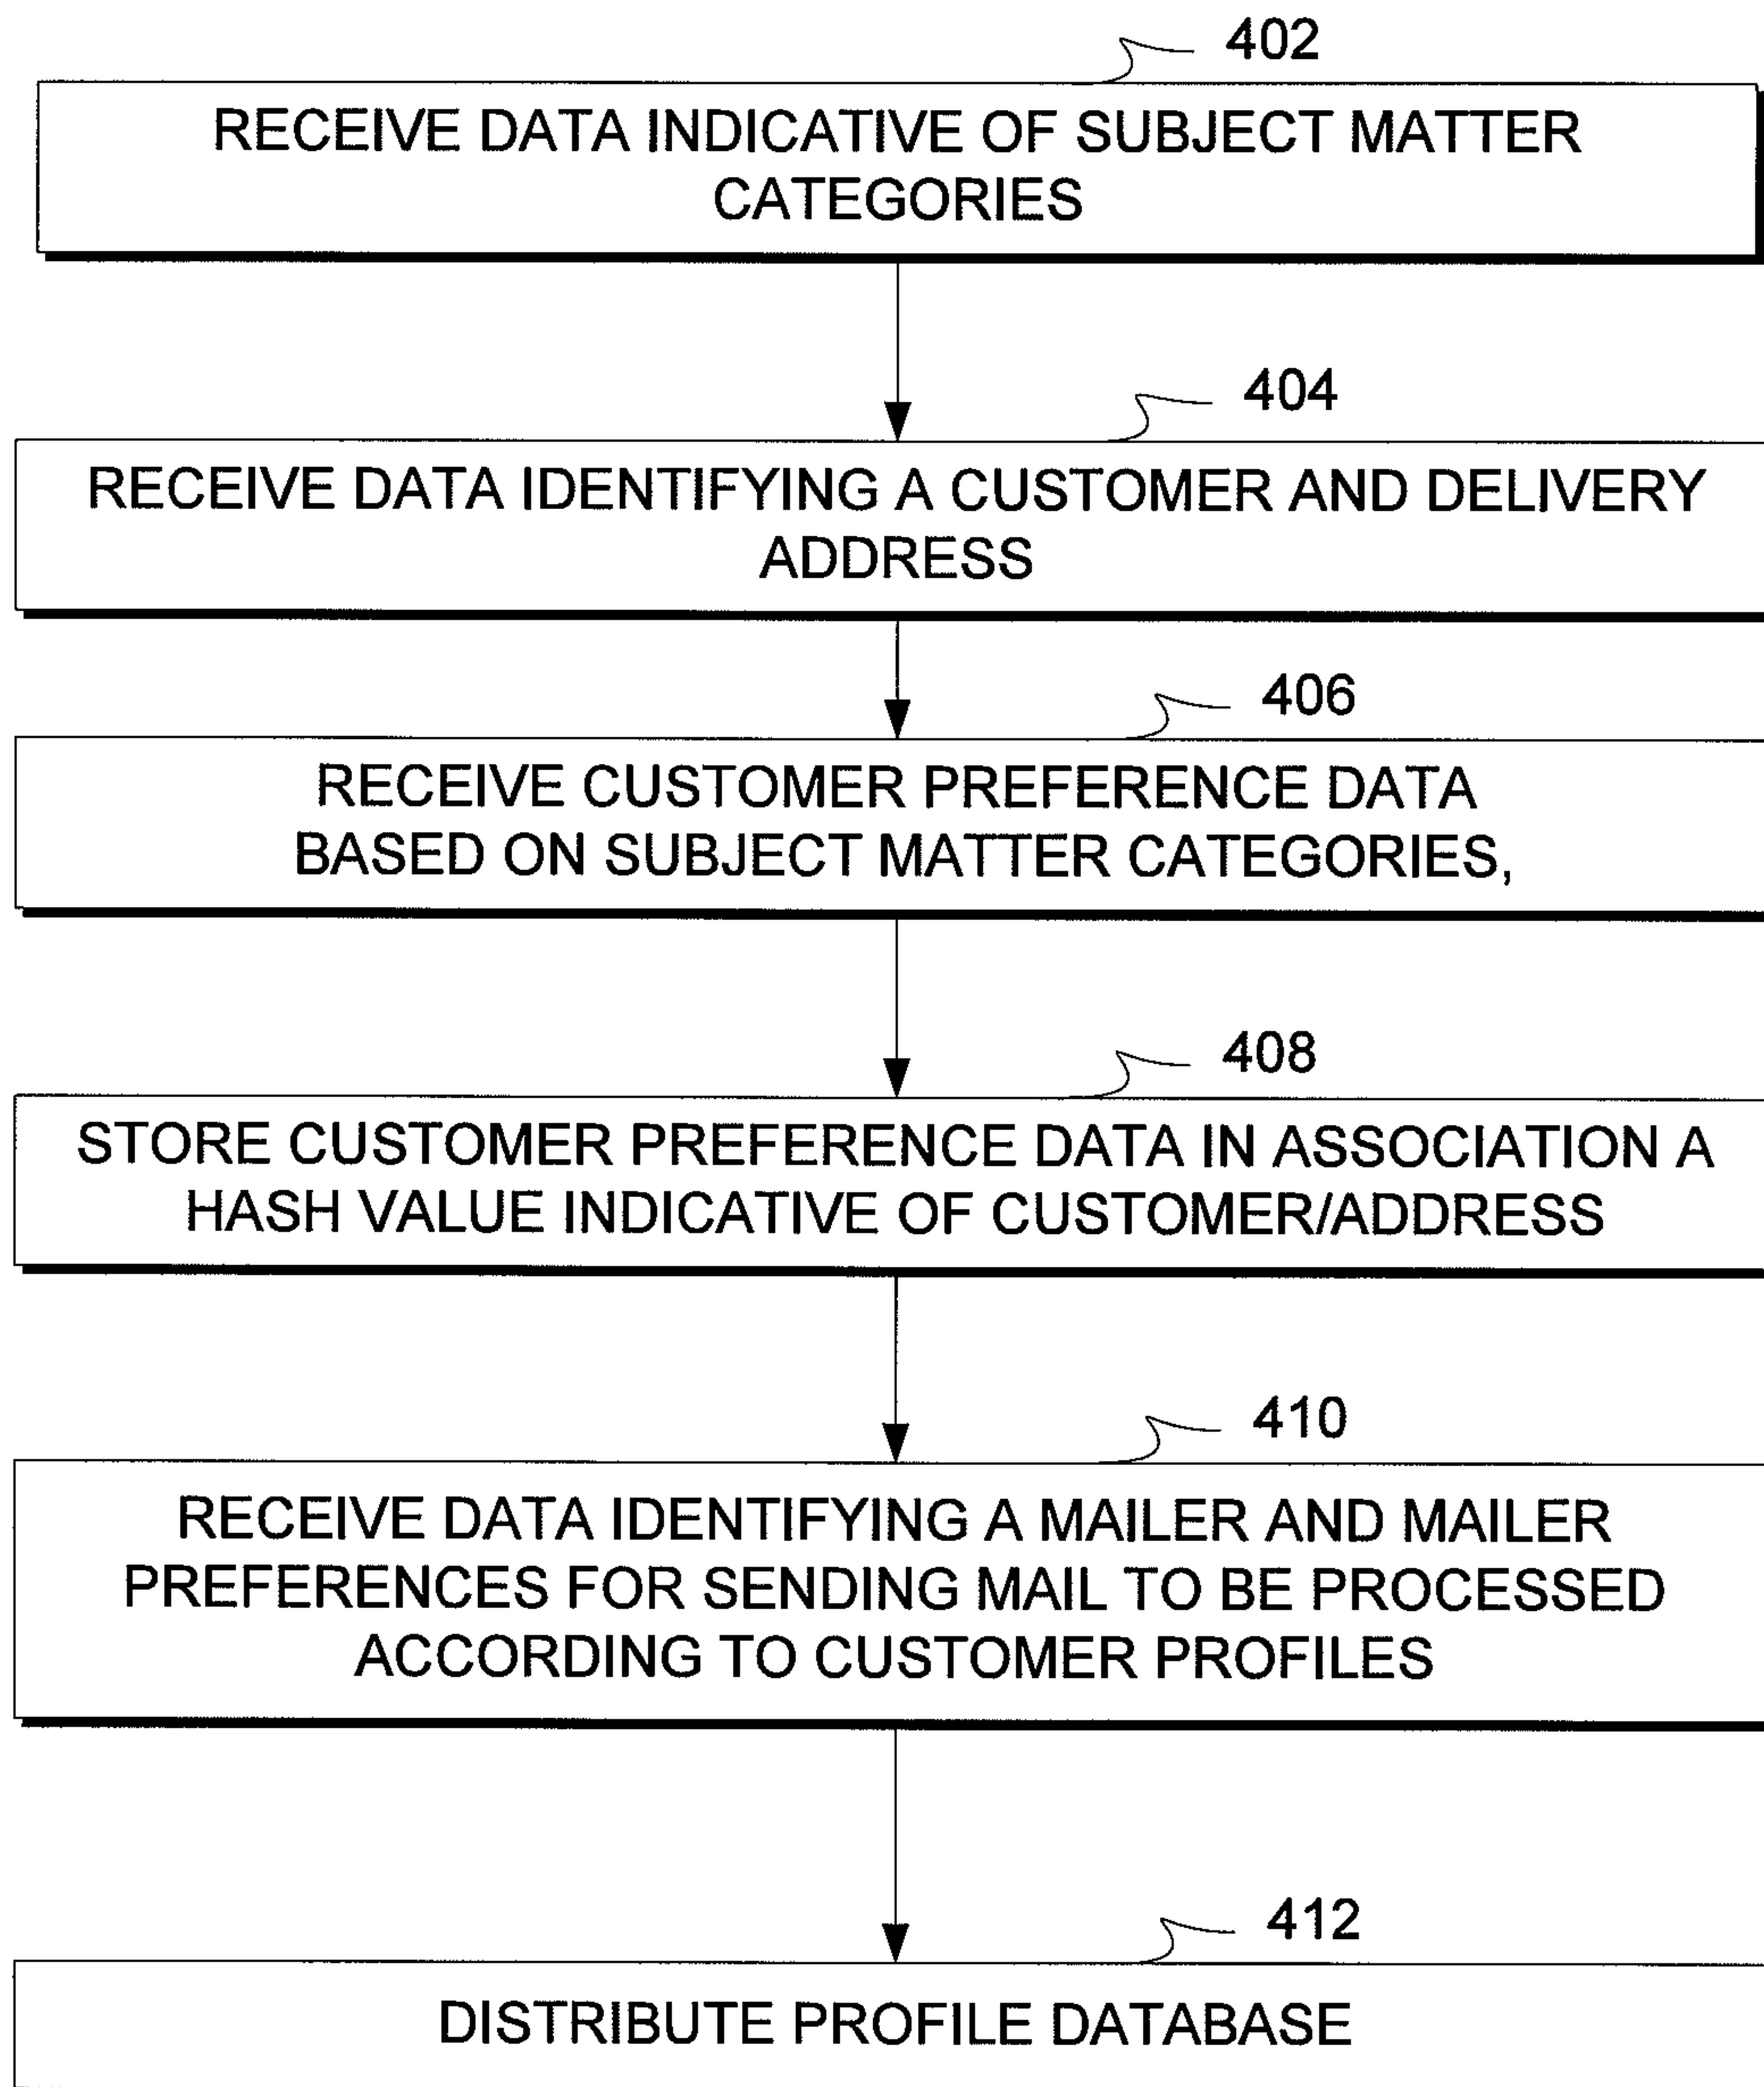 402
RECEIVE DATA INDICATIVE OF SUBJECT MATTER
CATEGORIES
404
RECEIVE DATA IDENTIFYING A CUSTOMER AND DELIVERY
ADDRESS
406
RECEIVE CUSTOMER PREFERENCE DATA
BASED ON SUBJECT MATTER CATEGORIES,
408
STORE CUSTOMER PREFERENCE DATA IN ASSOCIATION A
HASH VALUE INDICATIVE OF CUSTOMER/ADDRESS
410
RECEIVE DATA IDENTIFYING A MAILER AND MAILER
PREFERENCES FOR SENDING MAIL TO BE PROCESSED
ACCORDING TO CUSTOMER PROFILES
412
DISTRIBUTE PROFILE DATABASE